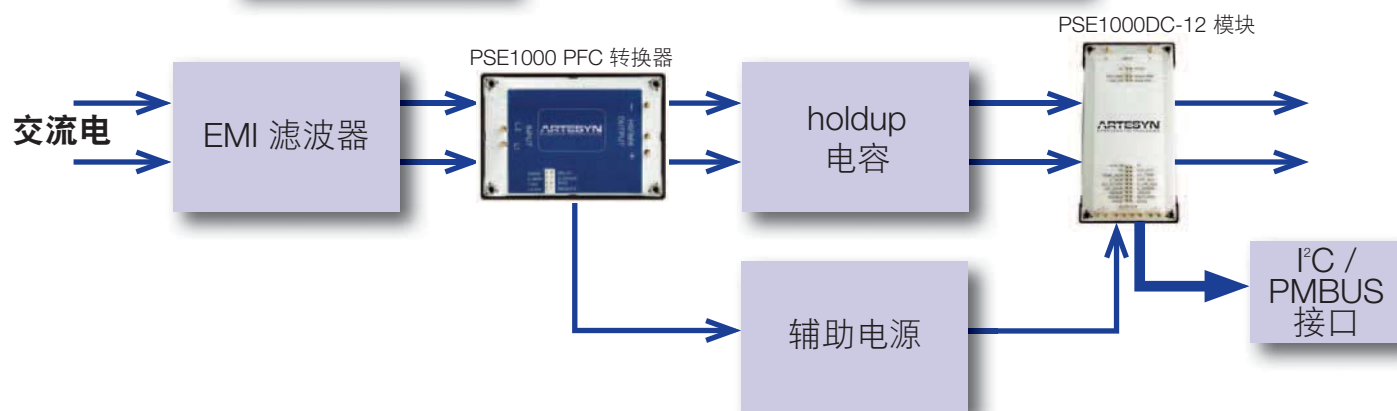 PSE1000DC-12 模块
PSE1000 PFC 转换器
交流电
EMI 滤波器
ARTESYN
holdup
电容
ARTESYN
辅助电源
I²C /
PMBUS
接口